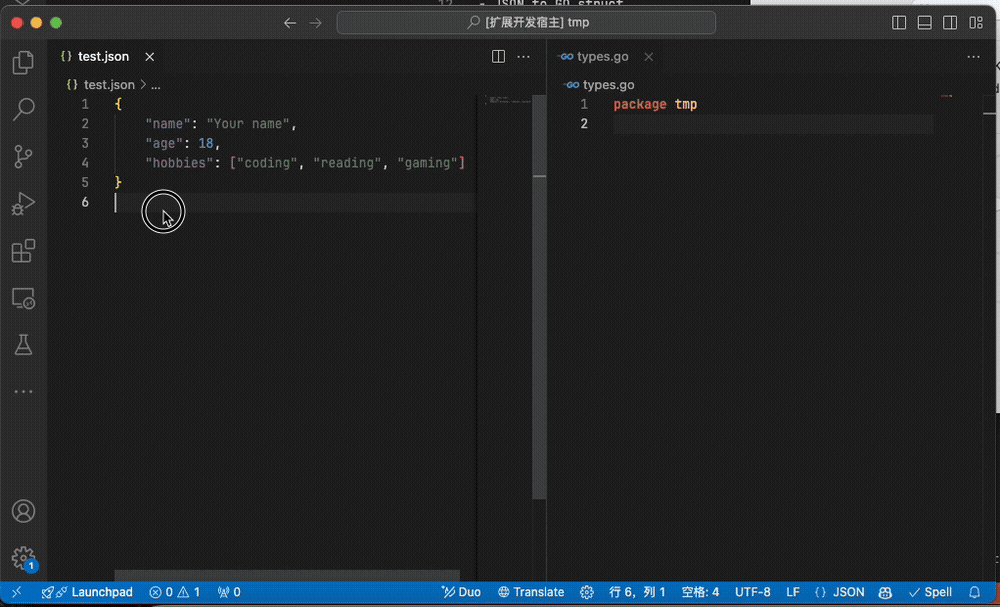 [扩展开发宿主] tmp
{} test.json
{} test.json > ...
1 {
2 "name": "Your name",
3 "age": 18,
4 "hobbies": ["coding", "reading", "gaming"]
5 }
6
GO types.go
GO types.go
1 package tmp
2
1
Launchpad 0 1 0 Duo Translate 行 6，列 1 空格: 4 UTF-8 LF {} JSON Spell